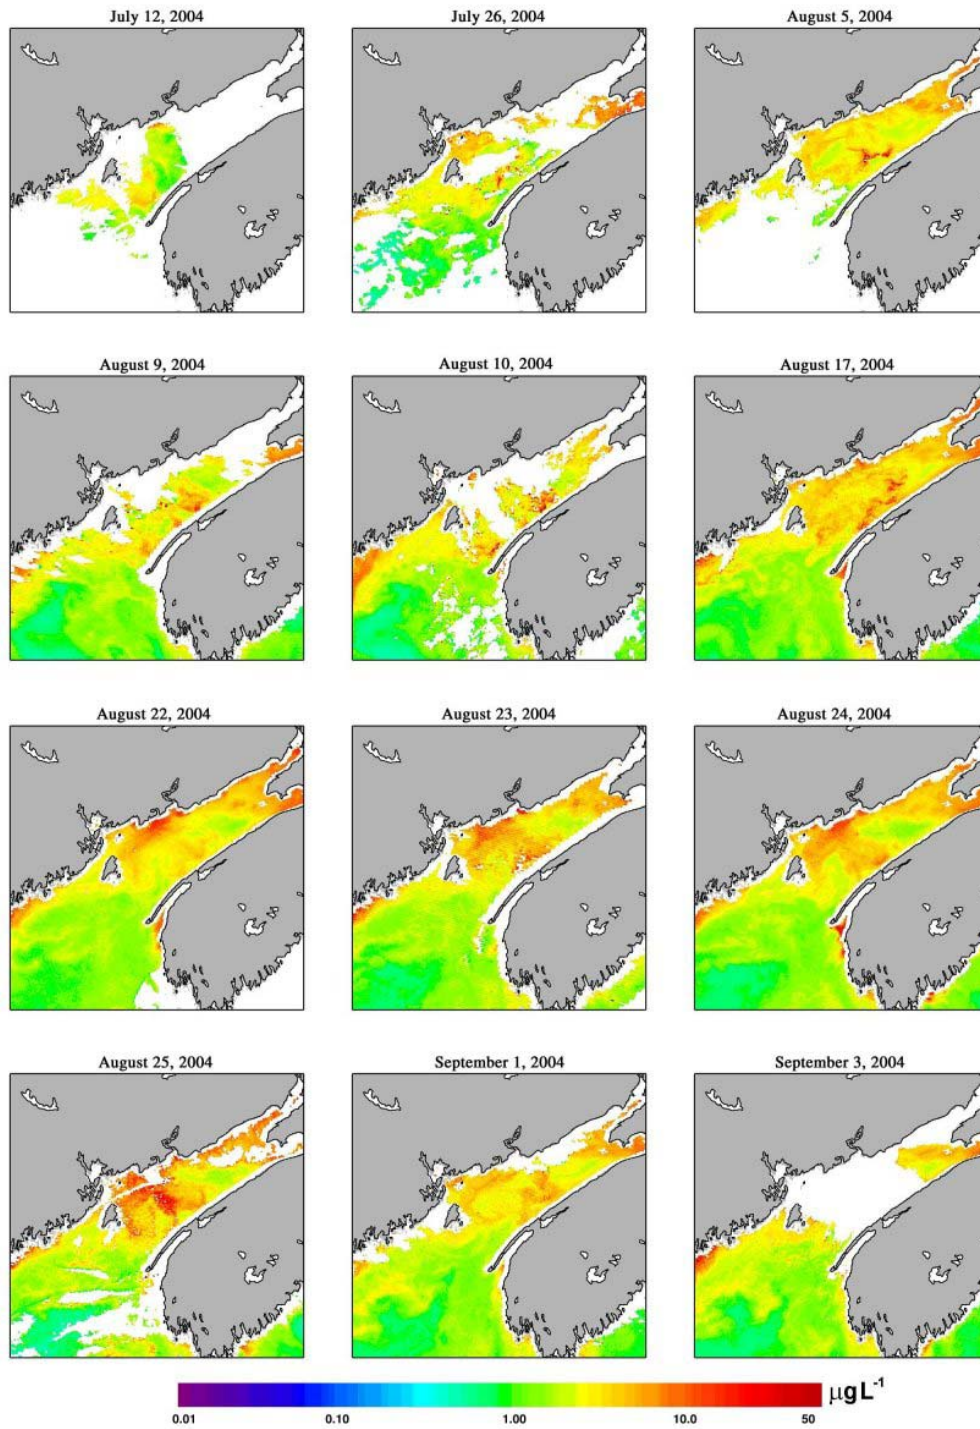 July 12, 2004
July 26, 2004
August 5, 2004
August 9, 2004
August 10, 2004
August 17, 2004
August 22, 2004
August 23, 2004
August 24, 2004
August 25, 2004
September 1, 2004
September 3, 2004
µgL⁻¹
0.01 0.10 1.00 10.0 50